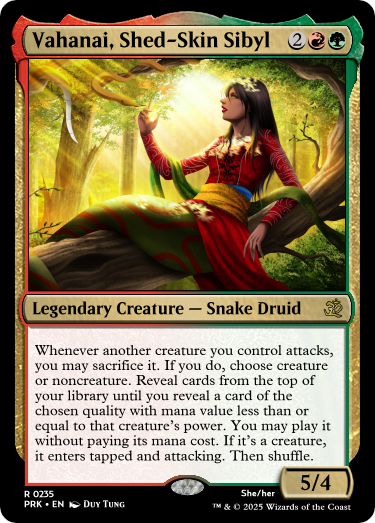 Vahanai, Shed-Skin Sibyl 2
Legendary Creature — Snake Druid
Whenever another creature you control attacks,
you may sacrifice it. If you do, choose creature
or noncreature. Reveal cards from the top of
your library until you reveal a card of the
chosen quality with mana value less than or
equal to that creature's power. You may play it
without paying its mana cost. If it's a creature,
it enters tapped and attacking. Then shuffle.
5/4
R 0235
She/her
PRK • EN Duy Tung
™ & © 2025 Wizards of the Coast